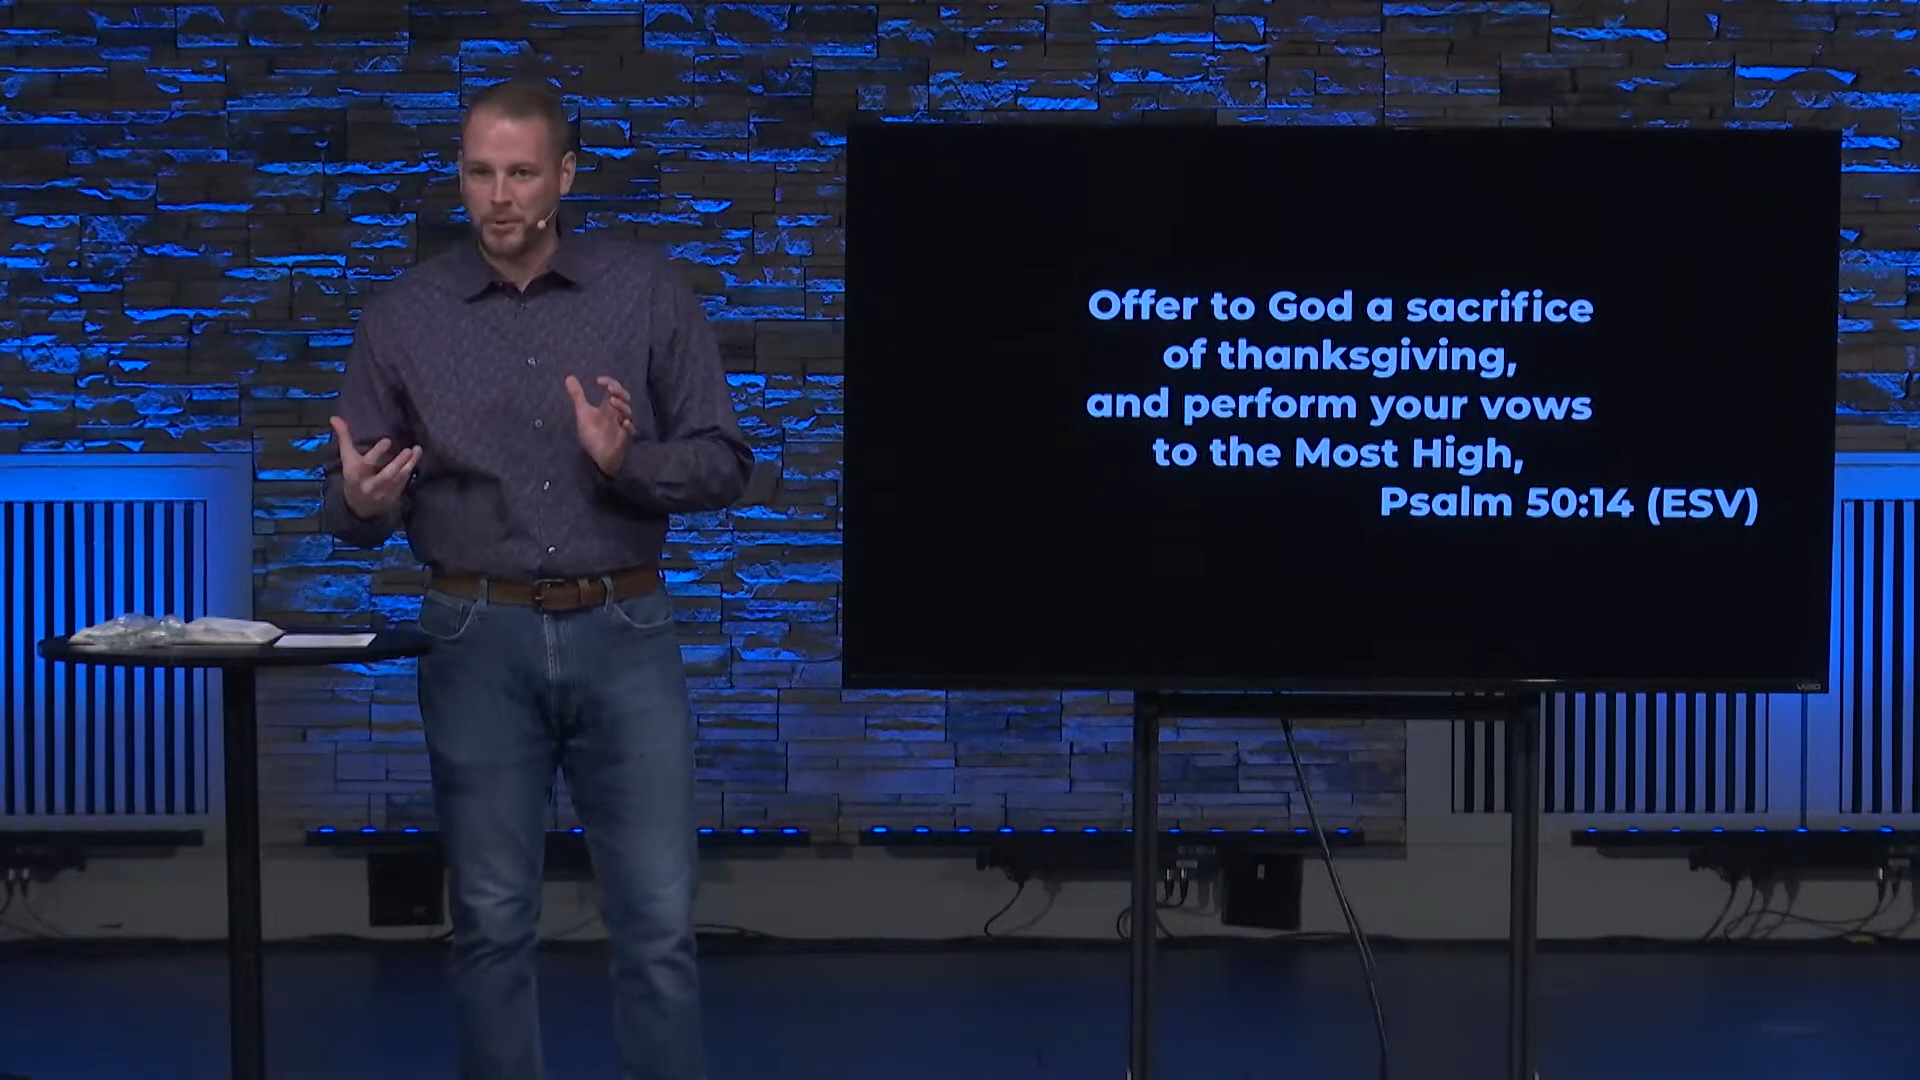 Offer to God a sacrifice
of thanksgiving,
and perform your vows
to the Most High,
Psalm 50:14 (ESV)